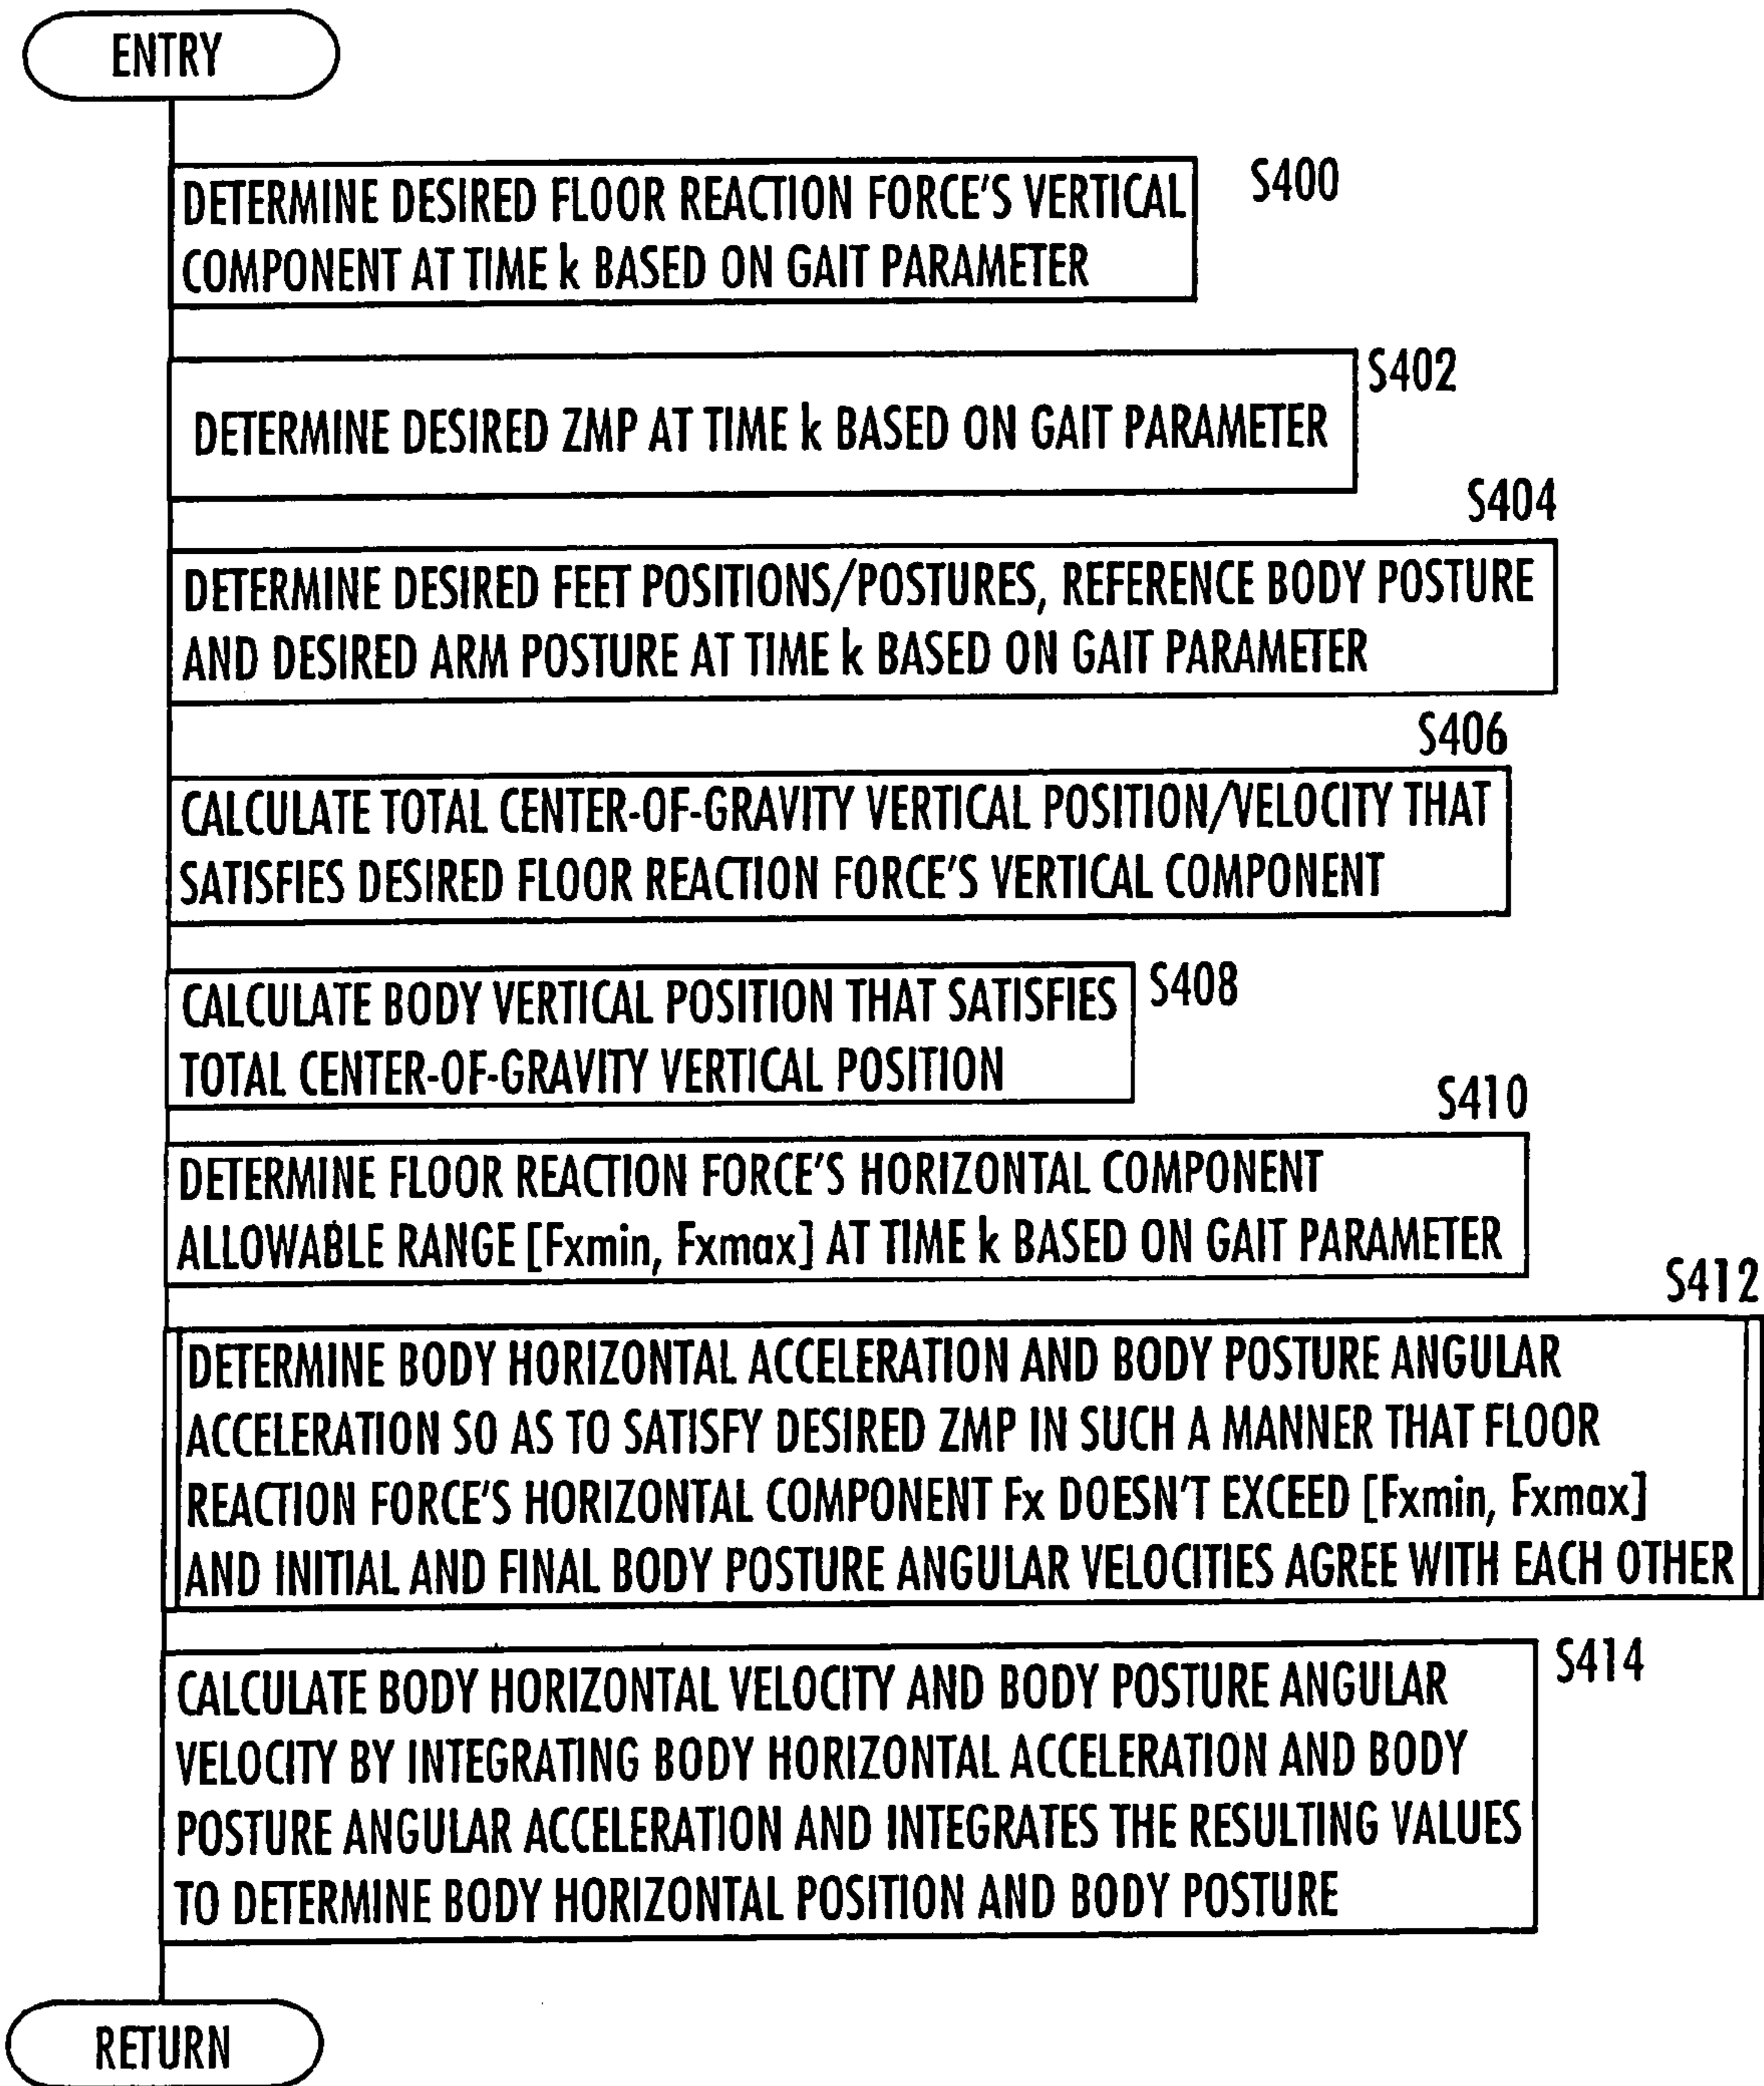 ENTRY
S400
DETERMINE DESIRED FLOOR REACTION FORCE'S VERTICAL
COMPONENT AT TIME k BASED ON GAIT PARAMETER
S402
DETERMINE DESIRED ZMP AT TIME k BASED ON GAIT PARAMETER
S404
DETERMINE DESIRED FEET POSITIONS/POSTURES, REFERENCE BODY POSTURE
AND DESIRED ARM POSTURE AT TIME k BASED ON GAIT PARAMETER
S406
CALCULATE TOTAL CENTER-OF-GRAVITY VERTICAL POSITION/VELOCITY THAT
SATISFIES DESIRED FLOOR REACTION FORCE'S VERTICAL COMPONENT
S408
CALCULATE BODY VERTICAL POSITION THAT SATISFIES
TOTAL CENTER-OF-GRAVITY VERTICAL POSITION
S410
DETERMINE FLOOR REACTION FORCE'S HORIZONTAL COMPONENT
ALLOWABLE RANGE [Fxmin, Fxmax] AT TIME k BASED ON GAIT PARAMETER
S412
DETERMINE BODY HORIZONTAL ACCELERATION AND BODY POSTURE ANGULAR
ACCELERATION SO AS TO SATISFY DESIRED ZMP IN SUCH A MANNER THAT FLOOR
REACTION FORCE'S HORIZONTAL COMPONENT Fx DOESN'T EXCEED [Fxmin, Fxmax]
AND INITIAL AND FINAL BODY POSTURE ANGULAR VELOCITIES AGREE WITH EACH OTHER
S414
CALCULATE BODY HORIZONTAL VELOCITY AND BODY POSTURE ANGULAR
VELOCITY BY INTEGRATING BODY HORIZONTAL ACCELERATION AND BODY
POSTURE ANGULAR ACCELERATION AND INTEGRATES THE RESULTING VALUES
TO DETERMINE BODY HORIZONTAL POSITION AND BODY POSTURE
RETURN